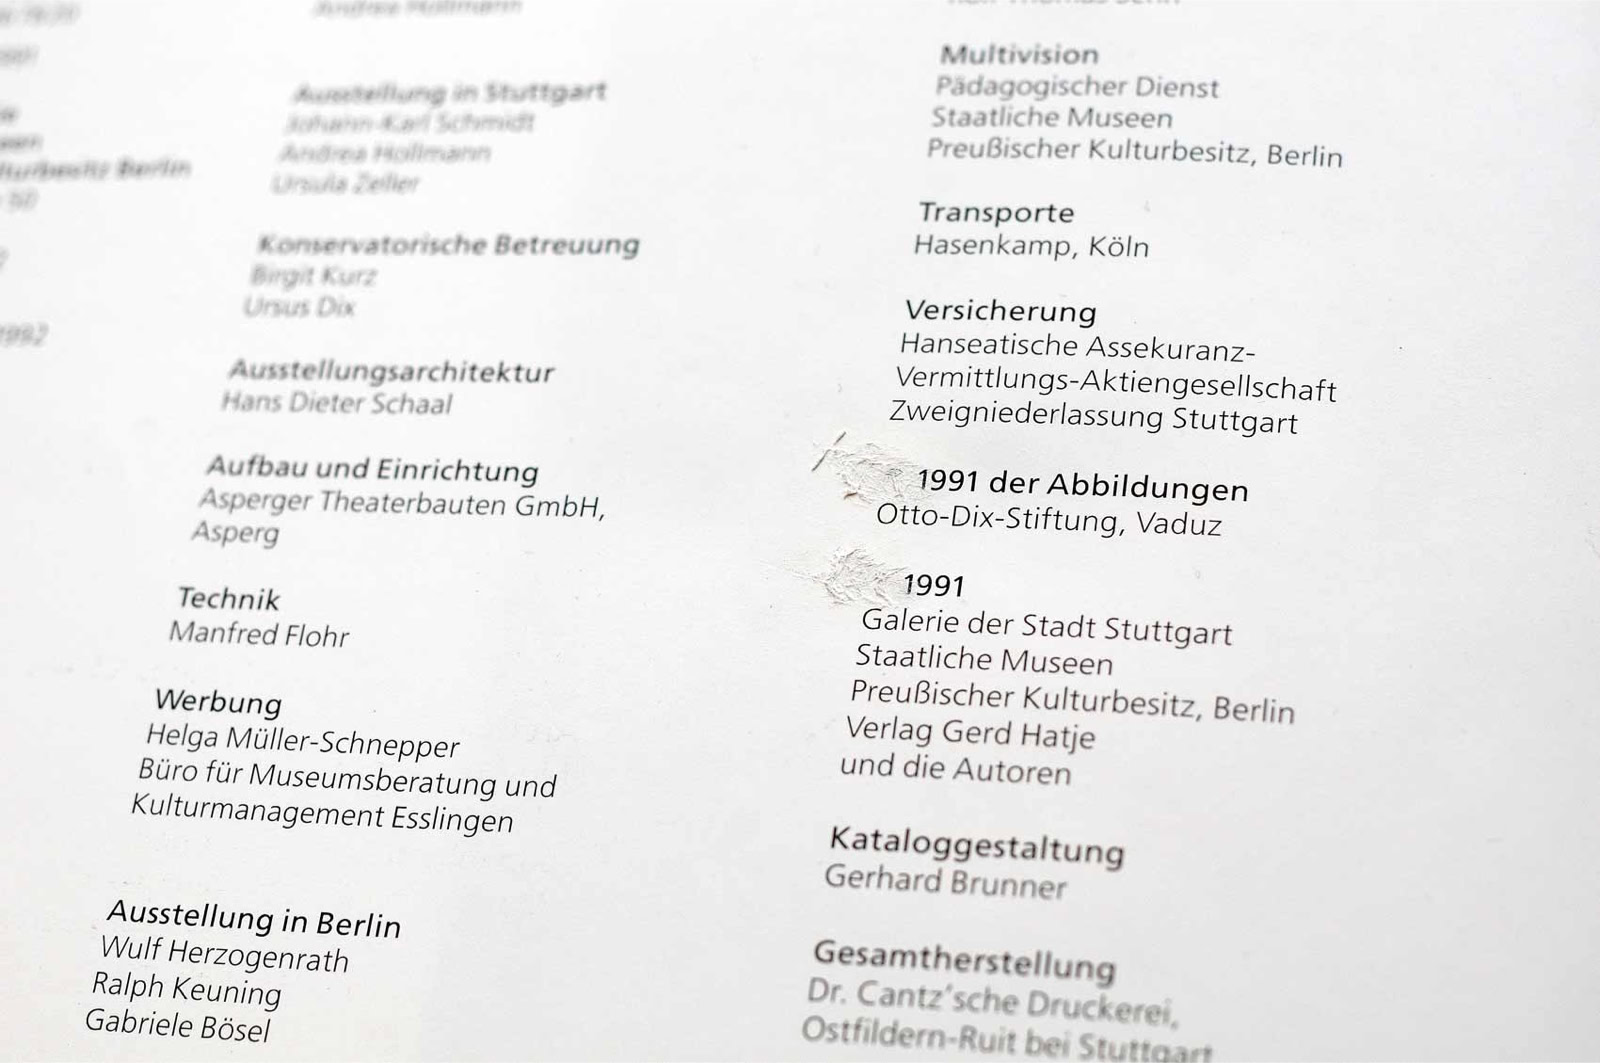 Andrea Hollmann
Ausstellung in Stuttgart
Johann-Karl Schmidt
Andrea Hollmann
Ursula Zeller
Konservatorische Betreuung
Birgit Kurz
Ursus Dix
Ausstellungsarchitektur
Hans Dieter Schaal
Aufbau und Einrichtung
Asperger Theaterbauten GmbH,
Asperg
Technik
Manfred Flohr
Werbung
Helga Müller-Schnepper
Büro für Museumsberatung und
Kulturmanagement Esslingen
Ausstellung in Berlin
Wulf Herzogenrath
Ralph Keuning
Gabriele Bösel
Multivision
Pädagogischer Dienst
Staatliche Museen
Preußischer Kulturbesitz, Berlin
Transporte
Hasenkamp, Köln
Versicherung
Hanseatische Assekuranz-
Vermittlungs-Aktiengesellschaft
Zweigniederlassung Stuttgart
1991 der Abbildungen
Otto-Dix-Stiftung, Vaduz
1991
Galerie der Stadt Stuttgart
Staatliche Museen
Preußischer Kulturbesitz, Berlin
Verlag Gerd Hatje
und die Autoren
Kataloggestaltung
Gerhard Brunner
Gesamtherstellung
Dr. Cantz'sche Druckerei,
Ostfildern-Ruit bei Stuttgart